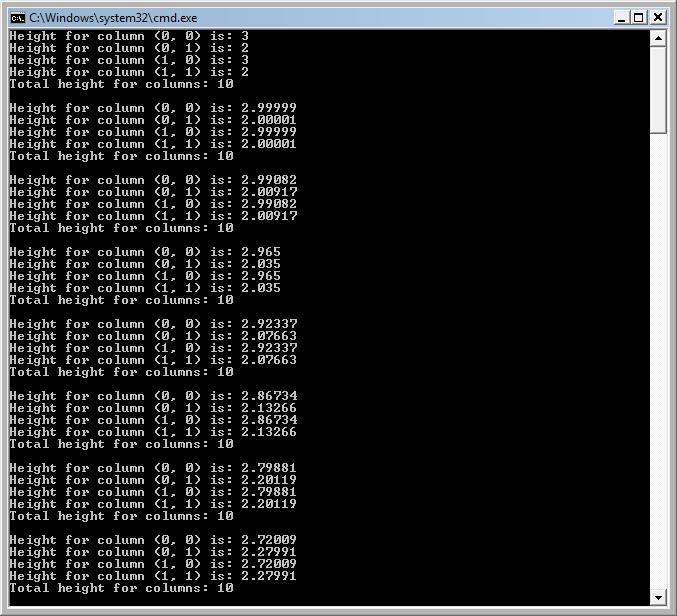 C:\Windows\system32\cmd.exe
Height for column (0, 0) is: 3
Height for column (0, 1) is: 2
Height for column (1, 0) is: 3
Height for column (1, 1) is: 2
Total height for columns: 10
Height for column (0, 0) is: 2.99999
Height for column (0, 1) is: 2.00001
Height for column (1, 0) is: 2.99999
Height for column (1, 1) is: 2.00001
Total height for columns: 10
Height for column (0, 0) is: 2.99082
Height for column (0, 1) is: 2.00917
Height for column (1, 0) is: 2.99082
Height for column (1, 1) is: 2.00917
Total height for columns: 10
Height for column (0, 0) is: 2.965
Height for column (0, 1) is: 2.035
Height for column (1, 0) is: 2.965
Height for column (1, 1) is: 2.035
Total height for columns: 10
Height for column (0, 0) is: 2.92337
Height for column (0, 1) is: 2.07663
Height for column (1, 0) is: 2.92337
Height for column (1, 1) is: 2.07663
Total height for columns: 10
Height for column (0, 0) is: 2.86734
Height for column (0, 1) is: 2.13266
Height for column (1, 0) is: 2.86734
Height for column (1, 1) is: 2.13266
Total height for columns: 10
Height for column (0, 0) is: 2.79881
Height for column (0, 1) is: 2.20119
Height for column (1, 0) is: 2.79881
Height for column (1, 1) is: 2.20119
Total height for columns: 10
Height for column (0, 0) is: 2.72009
Height for column (0, 1) is: 2.27991
Height for column (1, 0) is: 2.72009
Height for column (1, 1) is: 2.27991
Total height for columns: 10